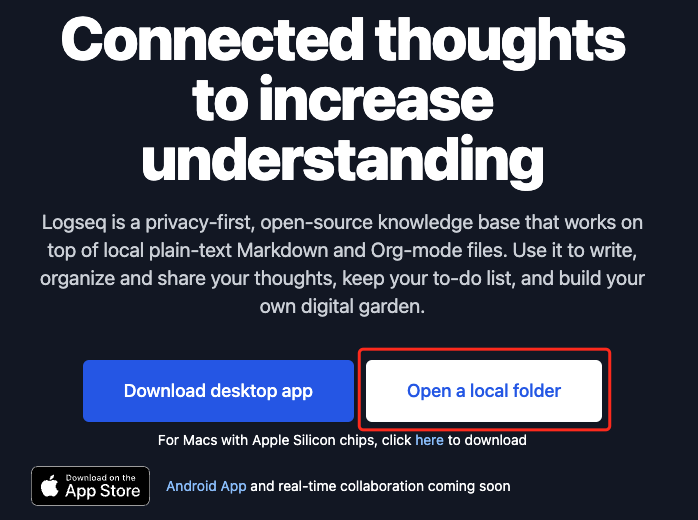 Connected thoughts
to increase
understanding
Logseq is a privacy-first, open-source knowledge base that works on
top of local plain-text Markdown and Org-mode files. Use it to write,
organize and share your thoughts, keep your to-do list, and build your
own digital garden.
Download desktop app
Open a local folder
For Macs with Apple Silicon chips, click here to download
Download on the
App Store
Android App and real-time collaboration coming soon